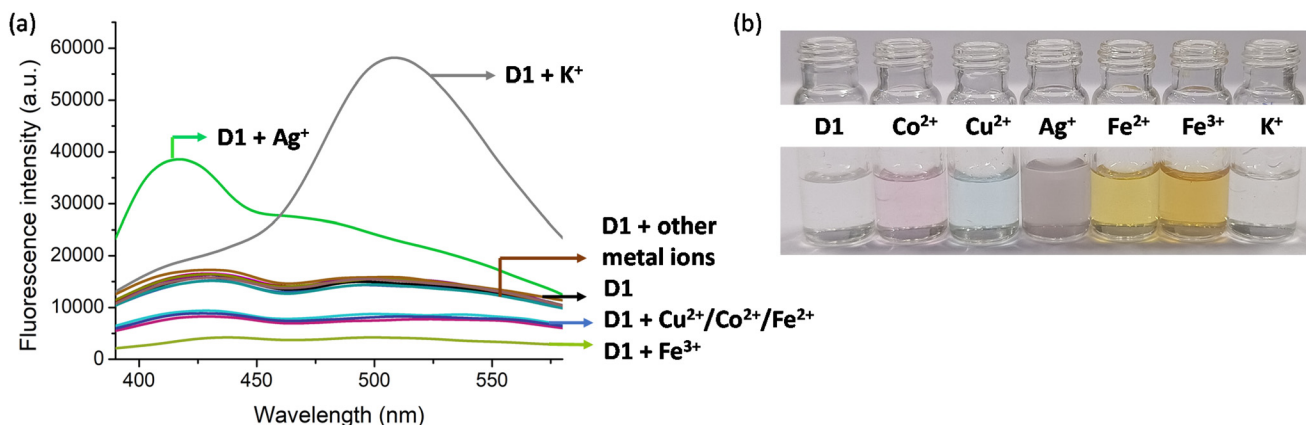 (a)
60000
50000
40000
30000
20000
10000
0
Fluorescence intensity (a.u.)
400
450
500
550
Wavelength (nm)
D1 + K⁺
D1 + Ag⁺
D1 + other
metal ions
D1
D1 + Cu²⁺/Co²⁺/Fe²⁺
D1 + Fe³⁺
(b)
D1 Co²⁺ Cu²⁺ Ag⁺ Fe²⁺ Fe³⁺ K⁺